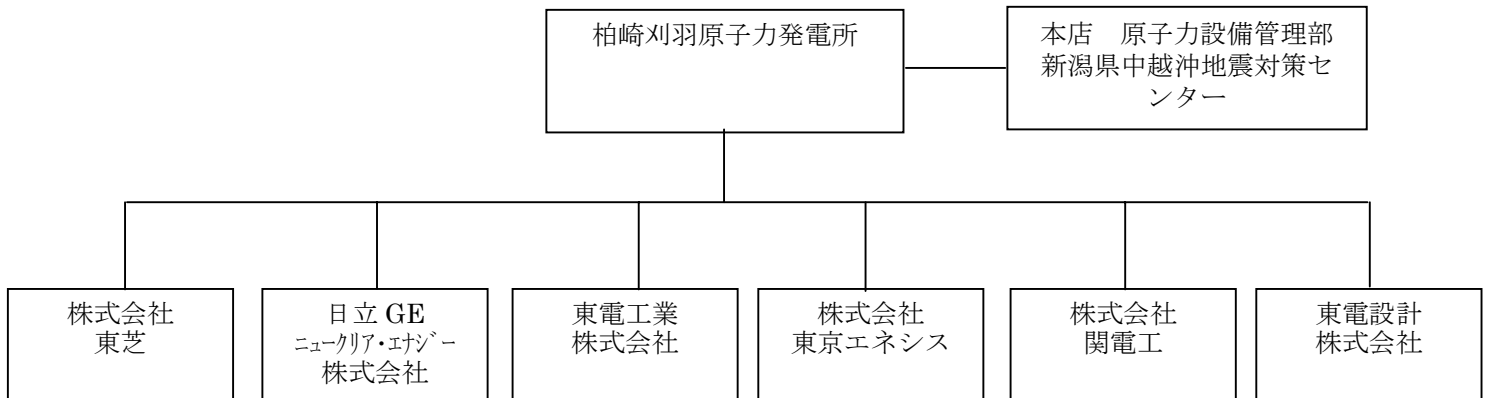 柏崎刈羽原子力発電所
本店　原子力設備管理部
新潟県中越沖地震対策セ
ンター
株式会社
東芝
日立 GE
ﾆｭｰｸﾘｱ・ｴﾅｼﾞｰ
株式会社
東電工業
株式会社
株式会社
東京エネシス
株式会社
関電工
東電設計
株式会社